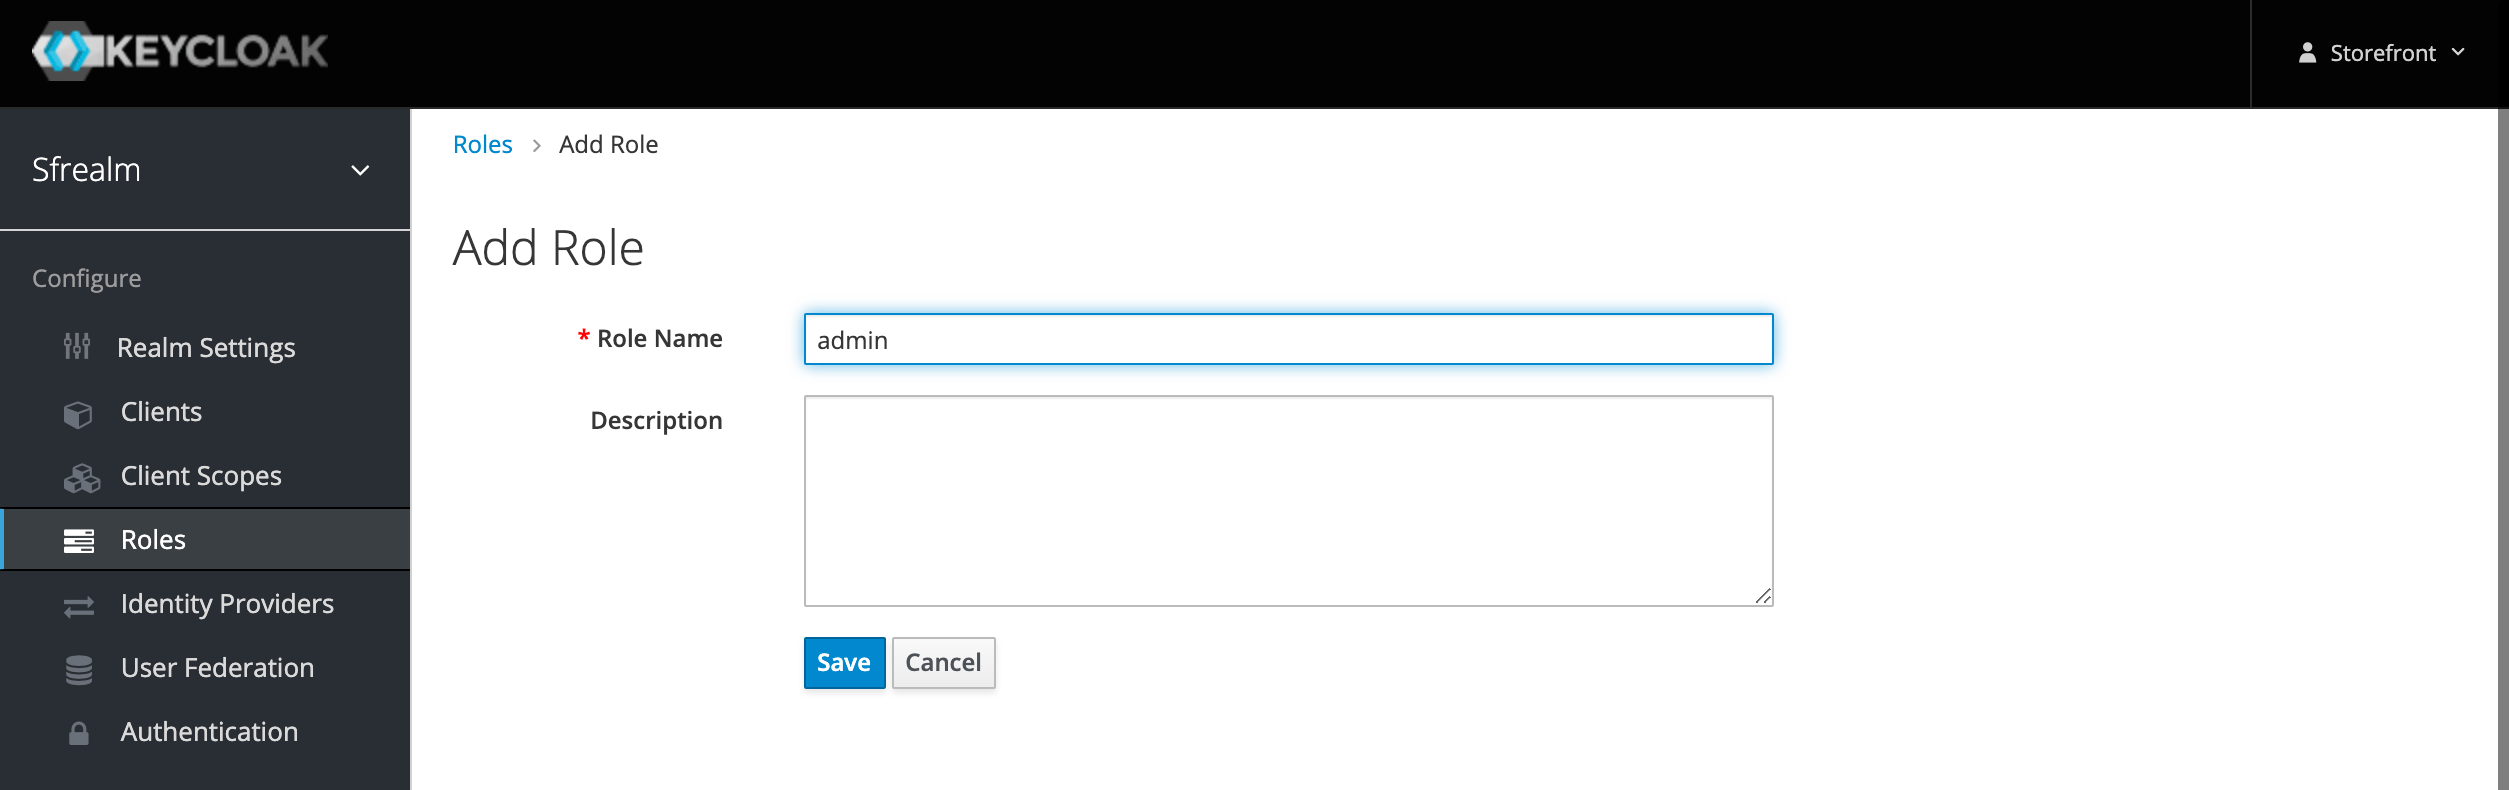 KEYCLOAK
Storefront
Sfrealm
Configure
Realm Settings
Clients
Client Scopes
Roles
Identity Providers
User Federation
Authentication
Roles > Add Role
Add Role
* Role Name
admin
Description
Save
Cancel